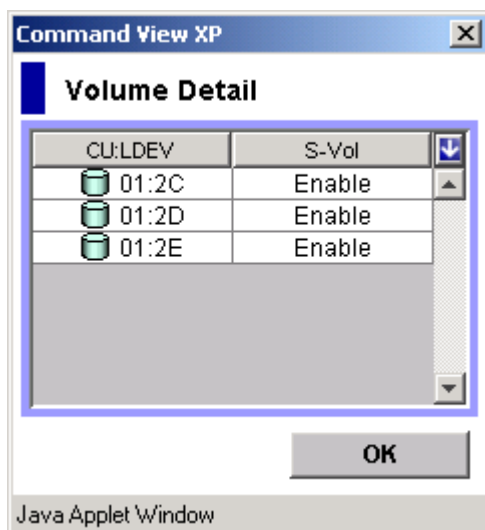 Command View XP
Volume Detail
CU:LDEV S-Vol
01:2C Enable
01:2D Enable
01:2E Enable
OK
Java Applet Window